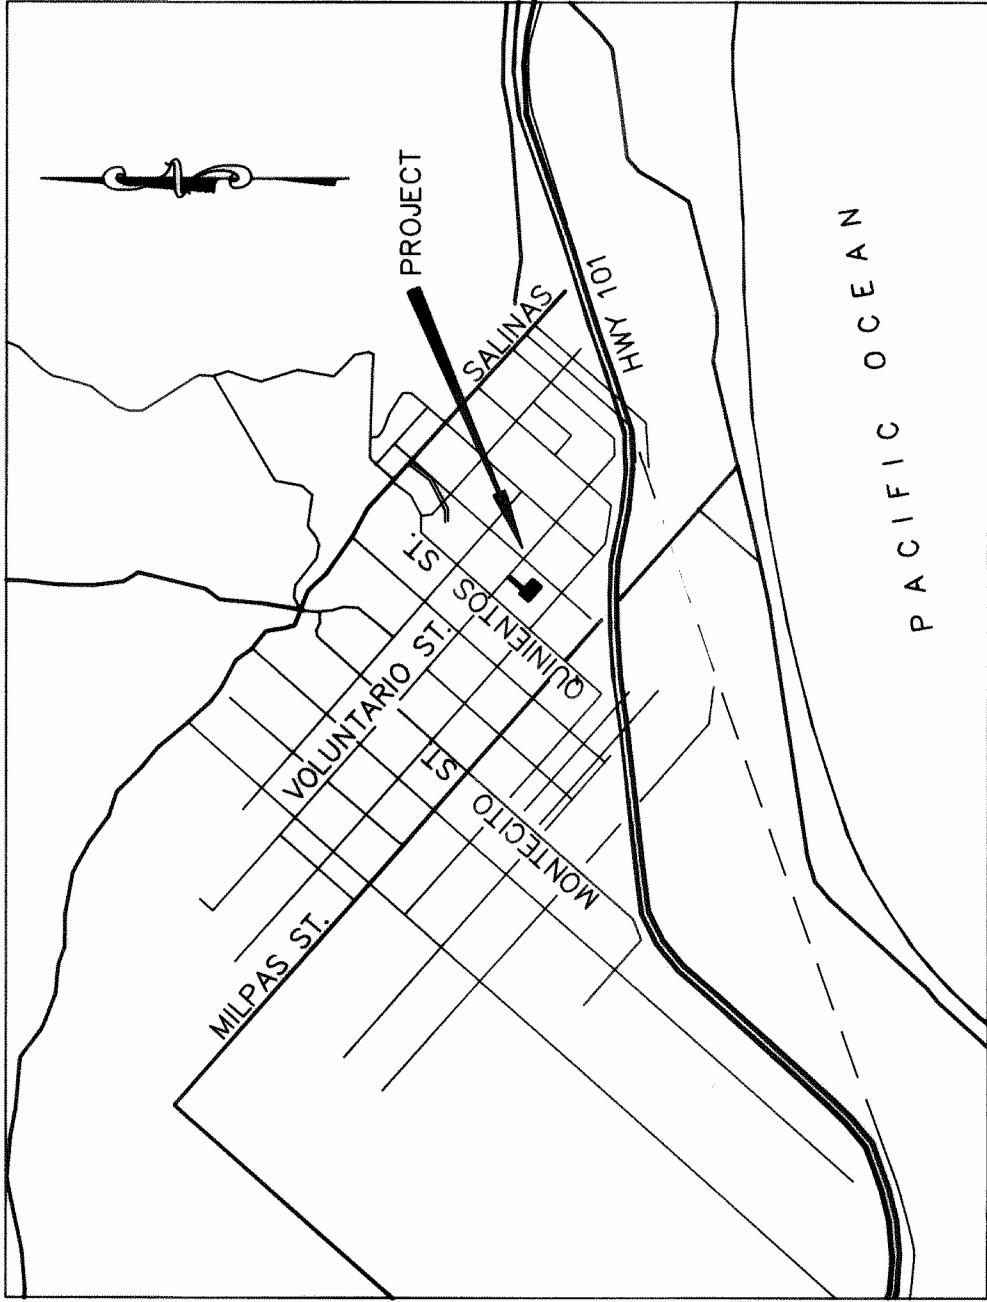 PROJECT
SALINAS
HWY 101
QUINIENTOS ST.
VOLUNTARIO ST.
MONTECITO ST.
MILPAS ST.
PACIFIC OCEAN